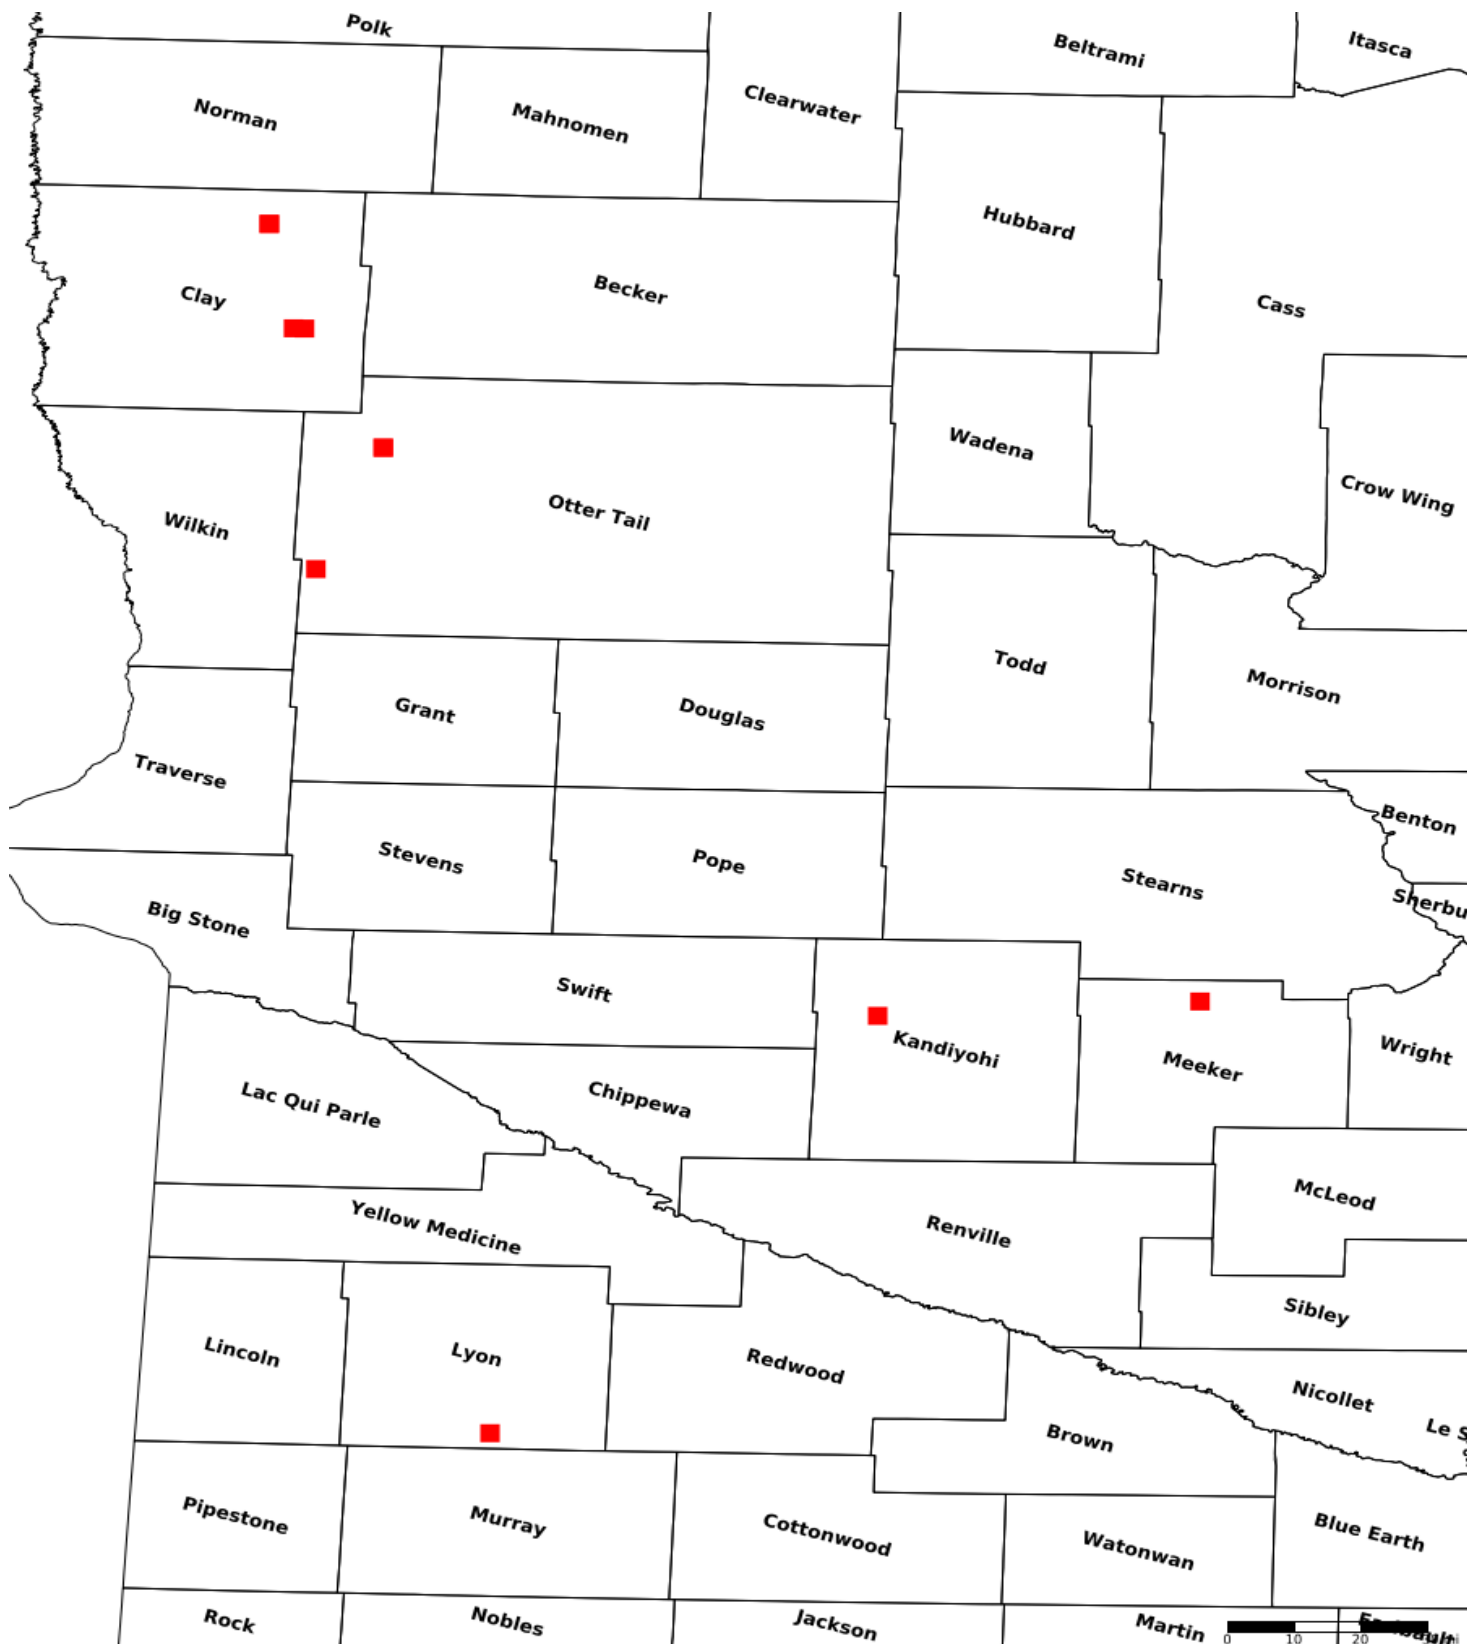 Polk
Beltrami
Itasca
Norman
Mahnomen
Clearwater
Hubbard
Clay
Becker
Cass
Wadena
Crow Wing
Wilkin
Otter Tail
Todd
Morrison
Grant
Douglas
Traverse
Benton
Stevens
Pope
Stearns
Sherbu
Big Stone
Swift
Kandiyohi
Meeker
Wright
Lac Qui Parle
Chippewa
McLeod
Yellow Medicine
Renville
Sibley
Lincoln
Lyon
Redwood
Nicollet
Le S
Brown
Pipestone
Murray
Cottonwood
Watonwan
Blue Earth
Rock
Nobles
Jackson
Martin
0 10 20